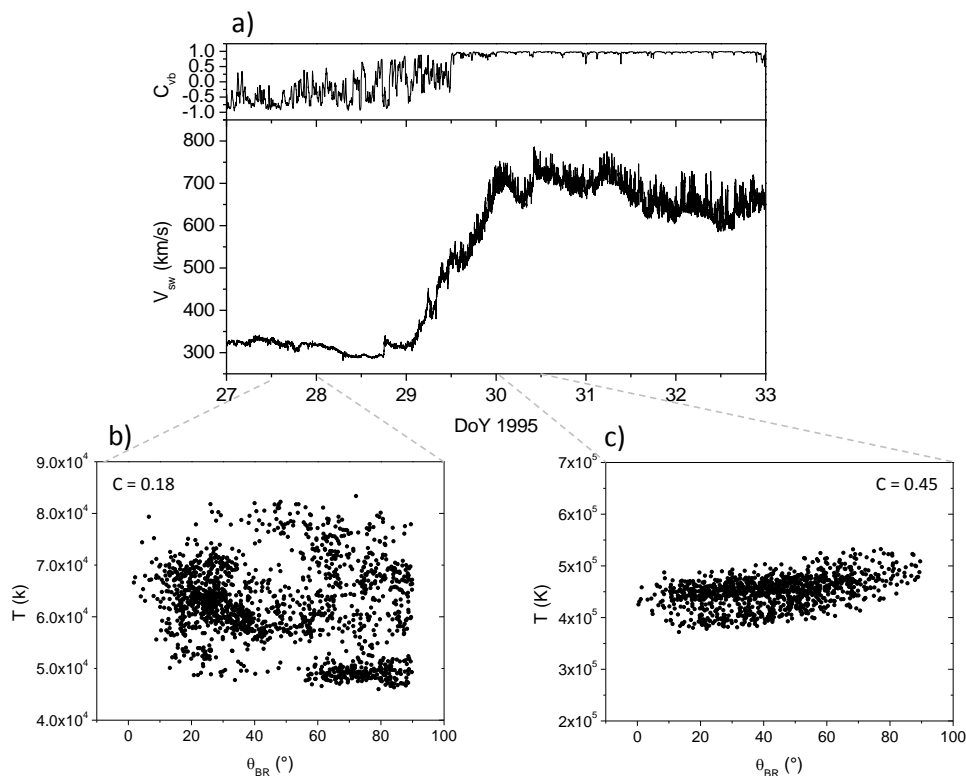 a)
C_vb
1.0
0.5
0.0
-0.5
-1.0
V_sw (km/s)
800
700
600
500
400
300
27 28 29 30 31 32 33
DoY 1995
b)
C = 0.18
T (k)
9.0x10^4
8.0x10^4
7.0x10^4
6.0x10^4
5.0x10^4
4.0x10^4
0 20 40 60 80 100
θ_BR (°)
c)
C = 0.45
T (K)
7x10^5
6x10^5
5x10^5
4x10^5
3x10^5
2x10^5
0 20 40 60 80 100
θ_BR (°)